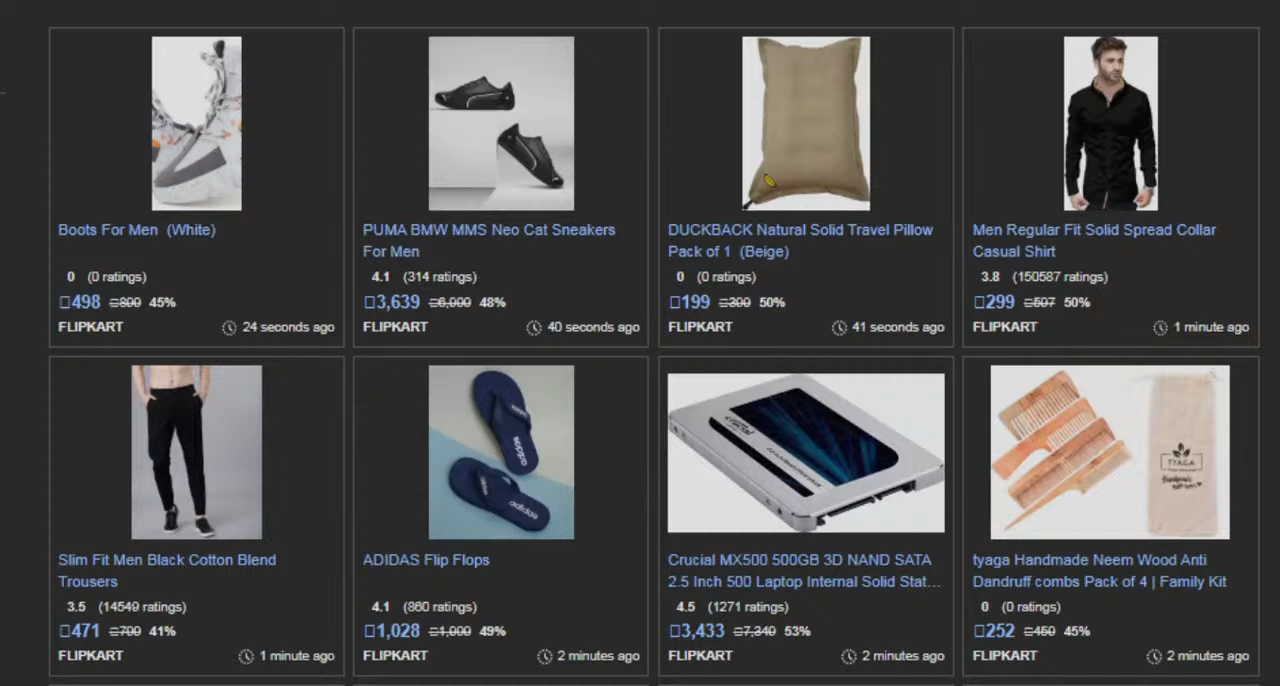 Boots For Men (White)
0 (0 ratings)
498 800 45%
FLIPKART 24 seconds ago
PUMA BMW MMS Neo Cat Sneakers
For Men
4.1 (314 ratings)
3,639 6,000 48%
FLIPKART 40 seconds ago
DUCKBACK Natural Solid Travel Pillow
Pack of 1 (Beige)
0 (0 ratings)
199 399 50%
FLIPKART 41 seconds ago
Men Regular Fit Solid Spread Collar
Casual Shirt
3.8 (150587 ratings)
299 50%
FLIPKART 1 minute ago
Slim Fit Men Black Cotton Blend
Trousers
3.5 (14549 ratings)
471 41%
FLIPKART 1 minute ago
adidas
adidas
ADIDAS Flip Flops
4.1 (860 ratings)
1,028 49%
FLIPKART 2 minutes ago
crucial
Crucial MX500 500GB 3D NAND SATA
2.5 Inch 500 Laptop Internal Solid Stat...
4.5 (1271 ratings)
3,433 7,340 53%
FLIPKART 2 minutes ago
TYAGA
tyaga Handmade Neem Wood Anti
Dandruff combs Pack of 4 | Family Kit
0 (0 ratings)
252 450 45%
FLIPKART 2 minutes ago